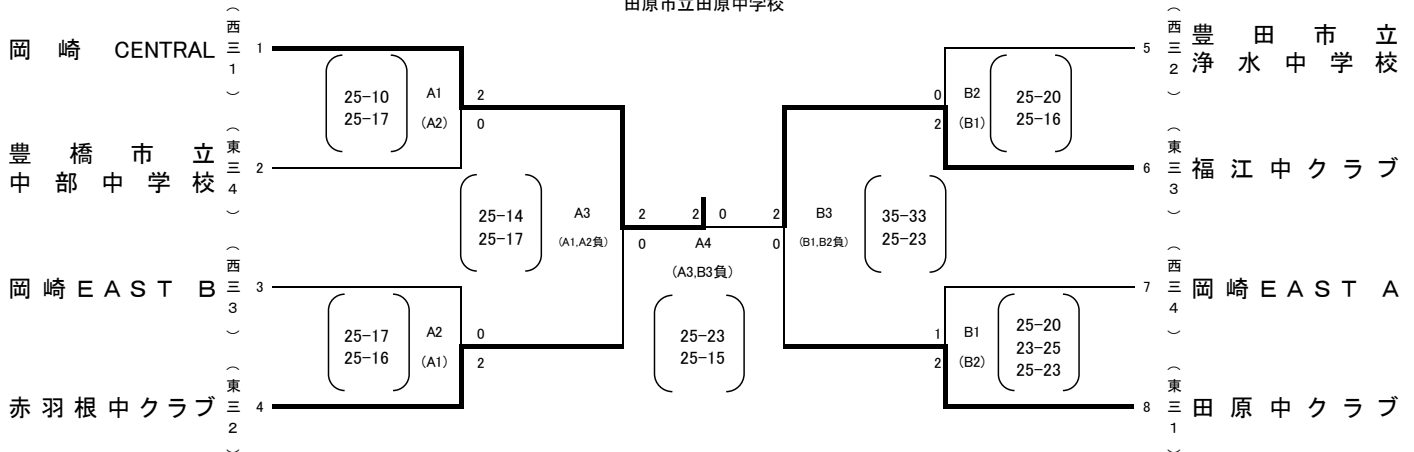 田原市立田原中学校
岡崎 CENTRAL
（西三1）
1
25-10
25-17
A1
(A2)
2
0
豊橋市立
中部中学校
（東三4）
2
25-14
25-17
A3
(A1,A2負)
2
0
岡崎EAST B
（西三3）
3
25-17
25-16
A2
(A1)
0
2
赤羽根中クラブ
（東三2）
4
2 0
A4
(A3,B3負)
25-23
25-15
5
（西三2）
豊田市立
浄水中学校
0
2
B2
(B1)
25-20
25-16
6
（東三3）
福江中クラブ
2
0
B3
(B1,B2負)
35-33
25-23
7
（西三4）
岡崎EAST A
1
2
B1
(B2)
25-20
23-25
25-23
8
（東三1）
田原中クラブ